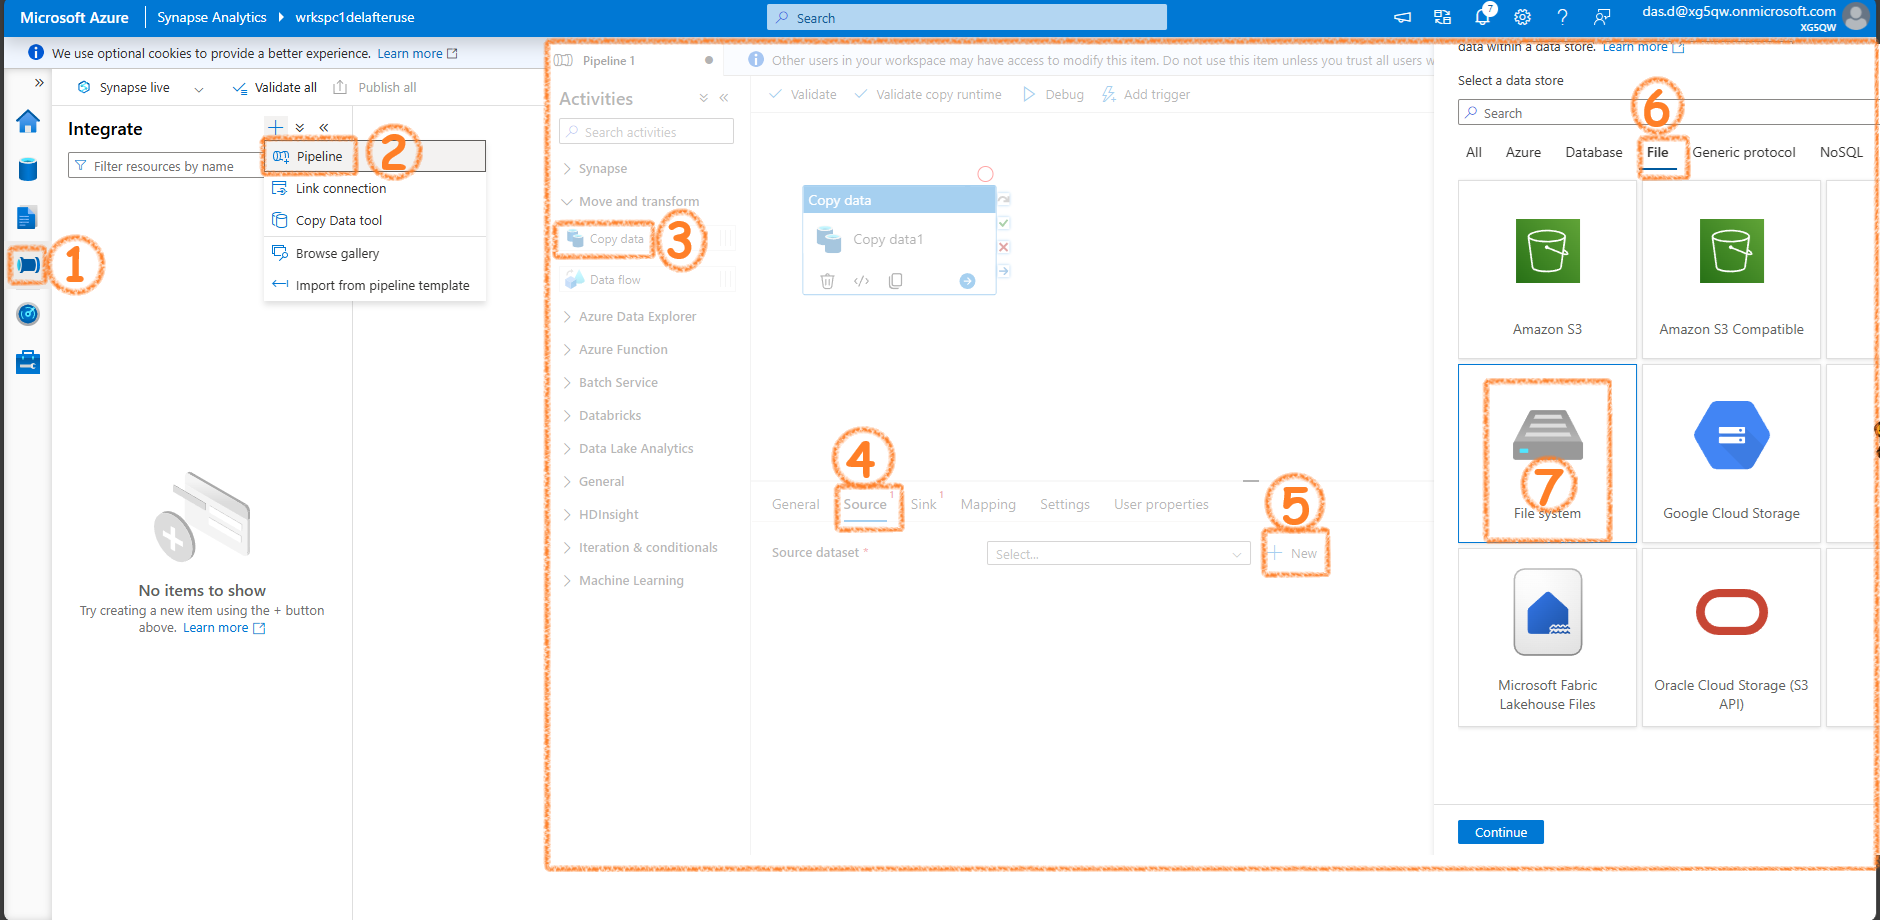 Microsoft Azure
Synapse Analytics
wrkspc1delafteruse
Search
7
das.d@xg5qw.onmicrosoft.com
XG5QW
We use optional cookies to provide a better experience. Learn more
Synapse live
Validate all
Publish all
Integrate
Filter resources by name
Pipeline
Link connection
Copy Data tool
Browse gallery
Import from pipeline template
1
2
No items to show
Try creating a new item using the + button
above. Learn more
Pipeline 1
Other users in your workspace may have access to modify this item. Do not use this item unless you trust all users w
Activities
Search activities
Synapse
Move and transform
Copy data
3
Data flow
Azure Data Explorer
Azure Function
Batch Service
Databricks
Data Lake Analytics
General
HDInsight
Iteration & conditionals
Machine Learning
Validate
Validate copy runtime
Debug
Add trigger
Copy data
Copy data1
4
General
Source 1
Sink 1
Mapping
Settings
User properties
5
Source dataset *
Select...
New
data within a data store. Learn more
Select a data store
Search
6
All
Azure
Database
File
Generic protocol
NoSQL
Amazon S3
Amazon S3 Compatible
7
File system
Google Cloud Storage
Microsoft Fabric
Lakehouse Files
Oracle Cloud Storage (S3
API)
Continue